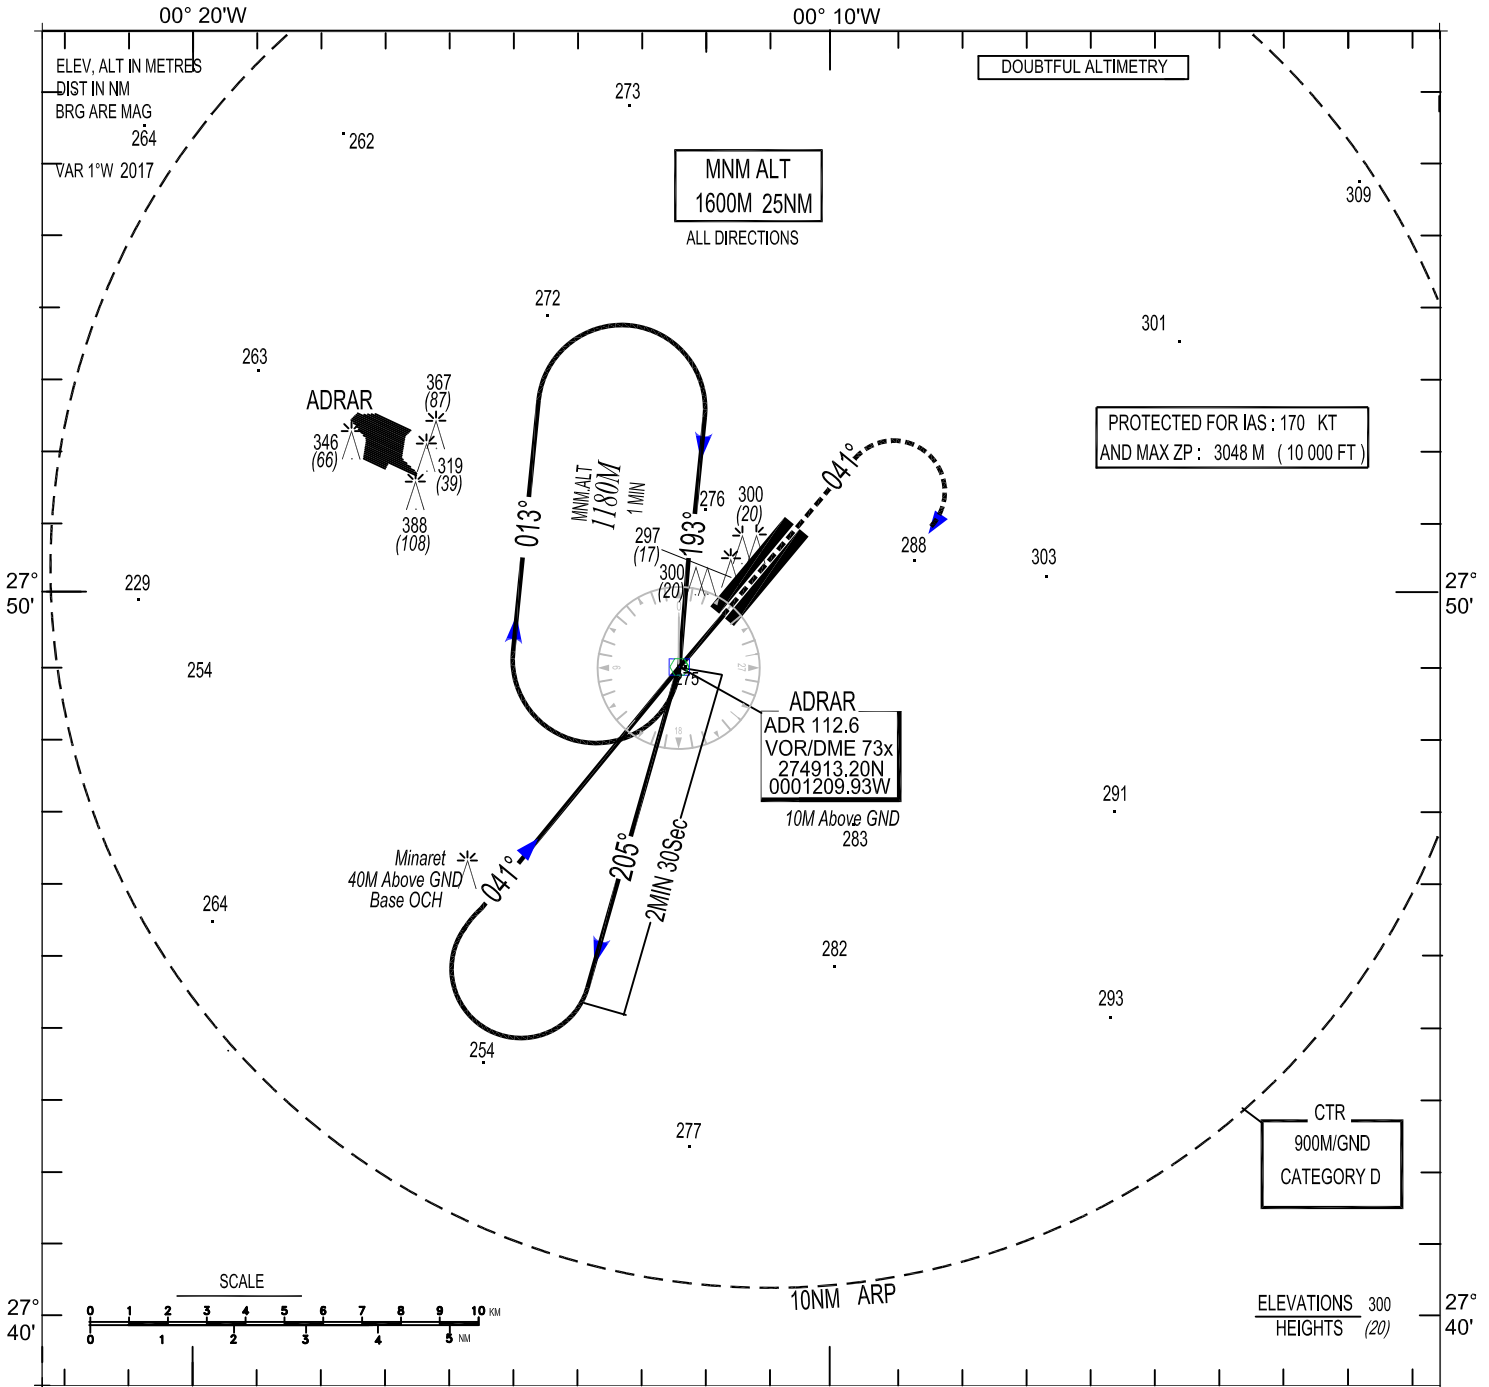 00° 20'W
00° 10'W
ELEV, ALT IN METRES
DIST IN NM
BRG ARE MAG
264
VAR 1°W 2017
262
273
DOUBTFUL ALTIMETRY
MNM ALT
1600M 25NM
ALL DIRECTIONS
309
272
301
263
ADRAR
367
(87)
346
(66)
319
(39)
388
(108)
PROTECTED FOR IAS : 170 KT
AND MAX ZP : 3048 M ( 10 000 FT )
013°
MNM.ALT
1180M
1 MIN
193°
041°
276
300
(20)
297
(17)
300
(20)
288
303
27°
50'
229
27°
50'
254
275
18
27
9
ADRAR
ADR 112.6
VOR/DME 73x
274913.20N
0001209.93W
10M Above GND
283
291
Minaret
40M Above GND
Base OCH
041°
205°
2MIN 30Sec
264
282
293
254
277
CTR
900M/GND
CATEGORY D
10NM ARP
SCALE
0 1 2 3 4 5 6 7 8 9 10 KM
0 1 2 3 4 5 NM
27°
40'
ELEVATIONS 300
HEIGHTS (20)
27°
40'